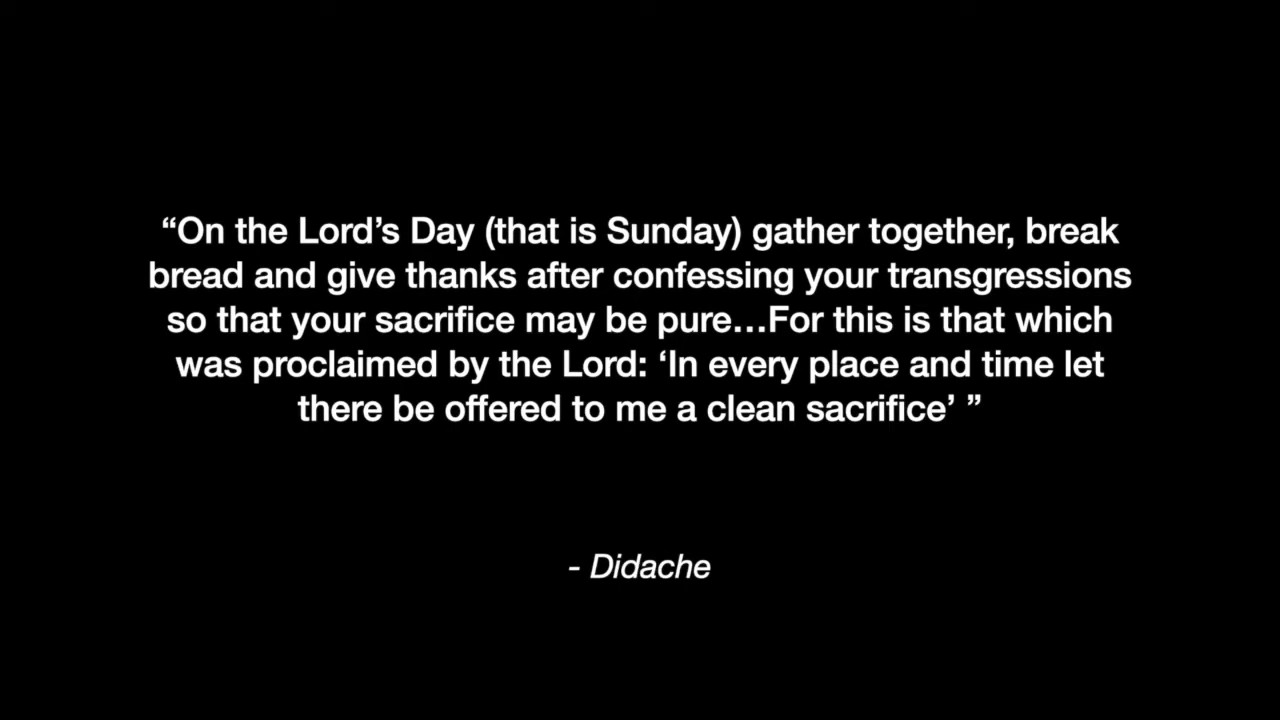 “On the Lord’s Day (that is Sunday) gather together, break
bread and give thanks after confessing your transgressions
so that your sacrifice may be pure…For this is that which
was proclaimed by the Lord: ‘In every place and time let
there be offered to me a clean sacrifice’ ”
- Didache